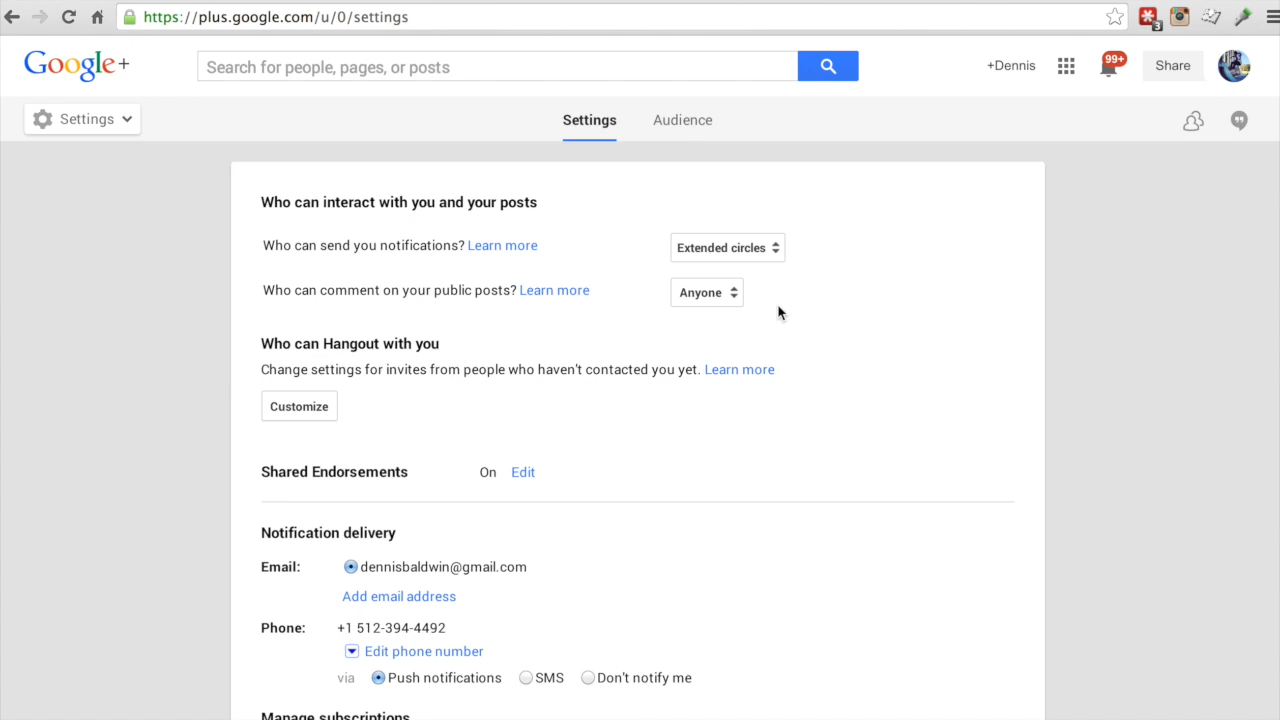 https://plus.google.com/u/0/settings
3
Google+
Search for people, pages, or posts
+Dennis
99+
Share
Settings
Settings Audience
Who can interact with you and your posts
Who can send you notifications? Learn more Extended circles
Who can comment on your public posts? Learn more Anyone
Who can Hangout with you
Change settings for invites from people who haven't contacted you yet. Learn more
Customize
Shared Endorsements On Edit
Notification delivery
Email: dennisbaldwin@gmail.com
Add email address
Phone: +1 512-394-4492
Edit phone number
via Push notifications SMS Don't notify me
Manage subscriptions